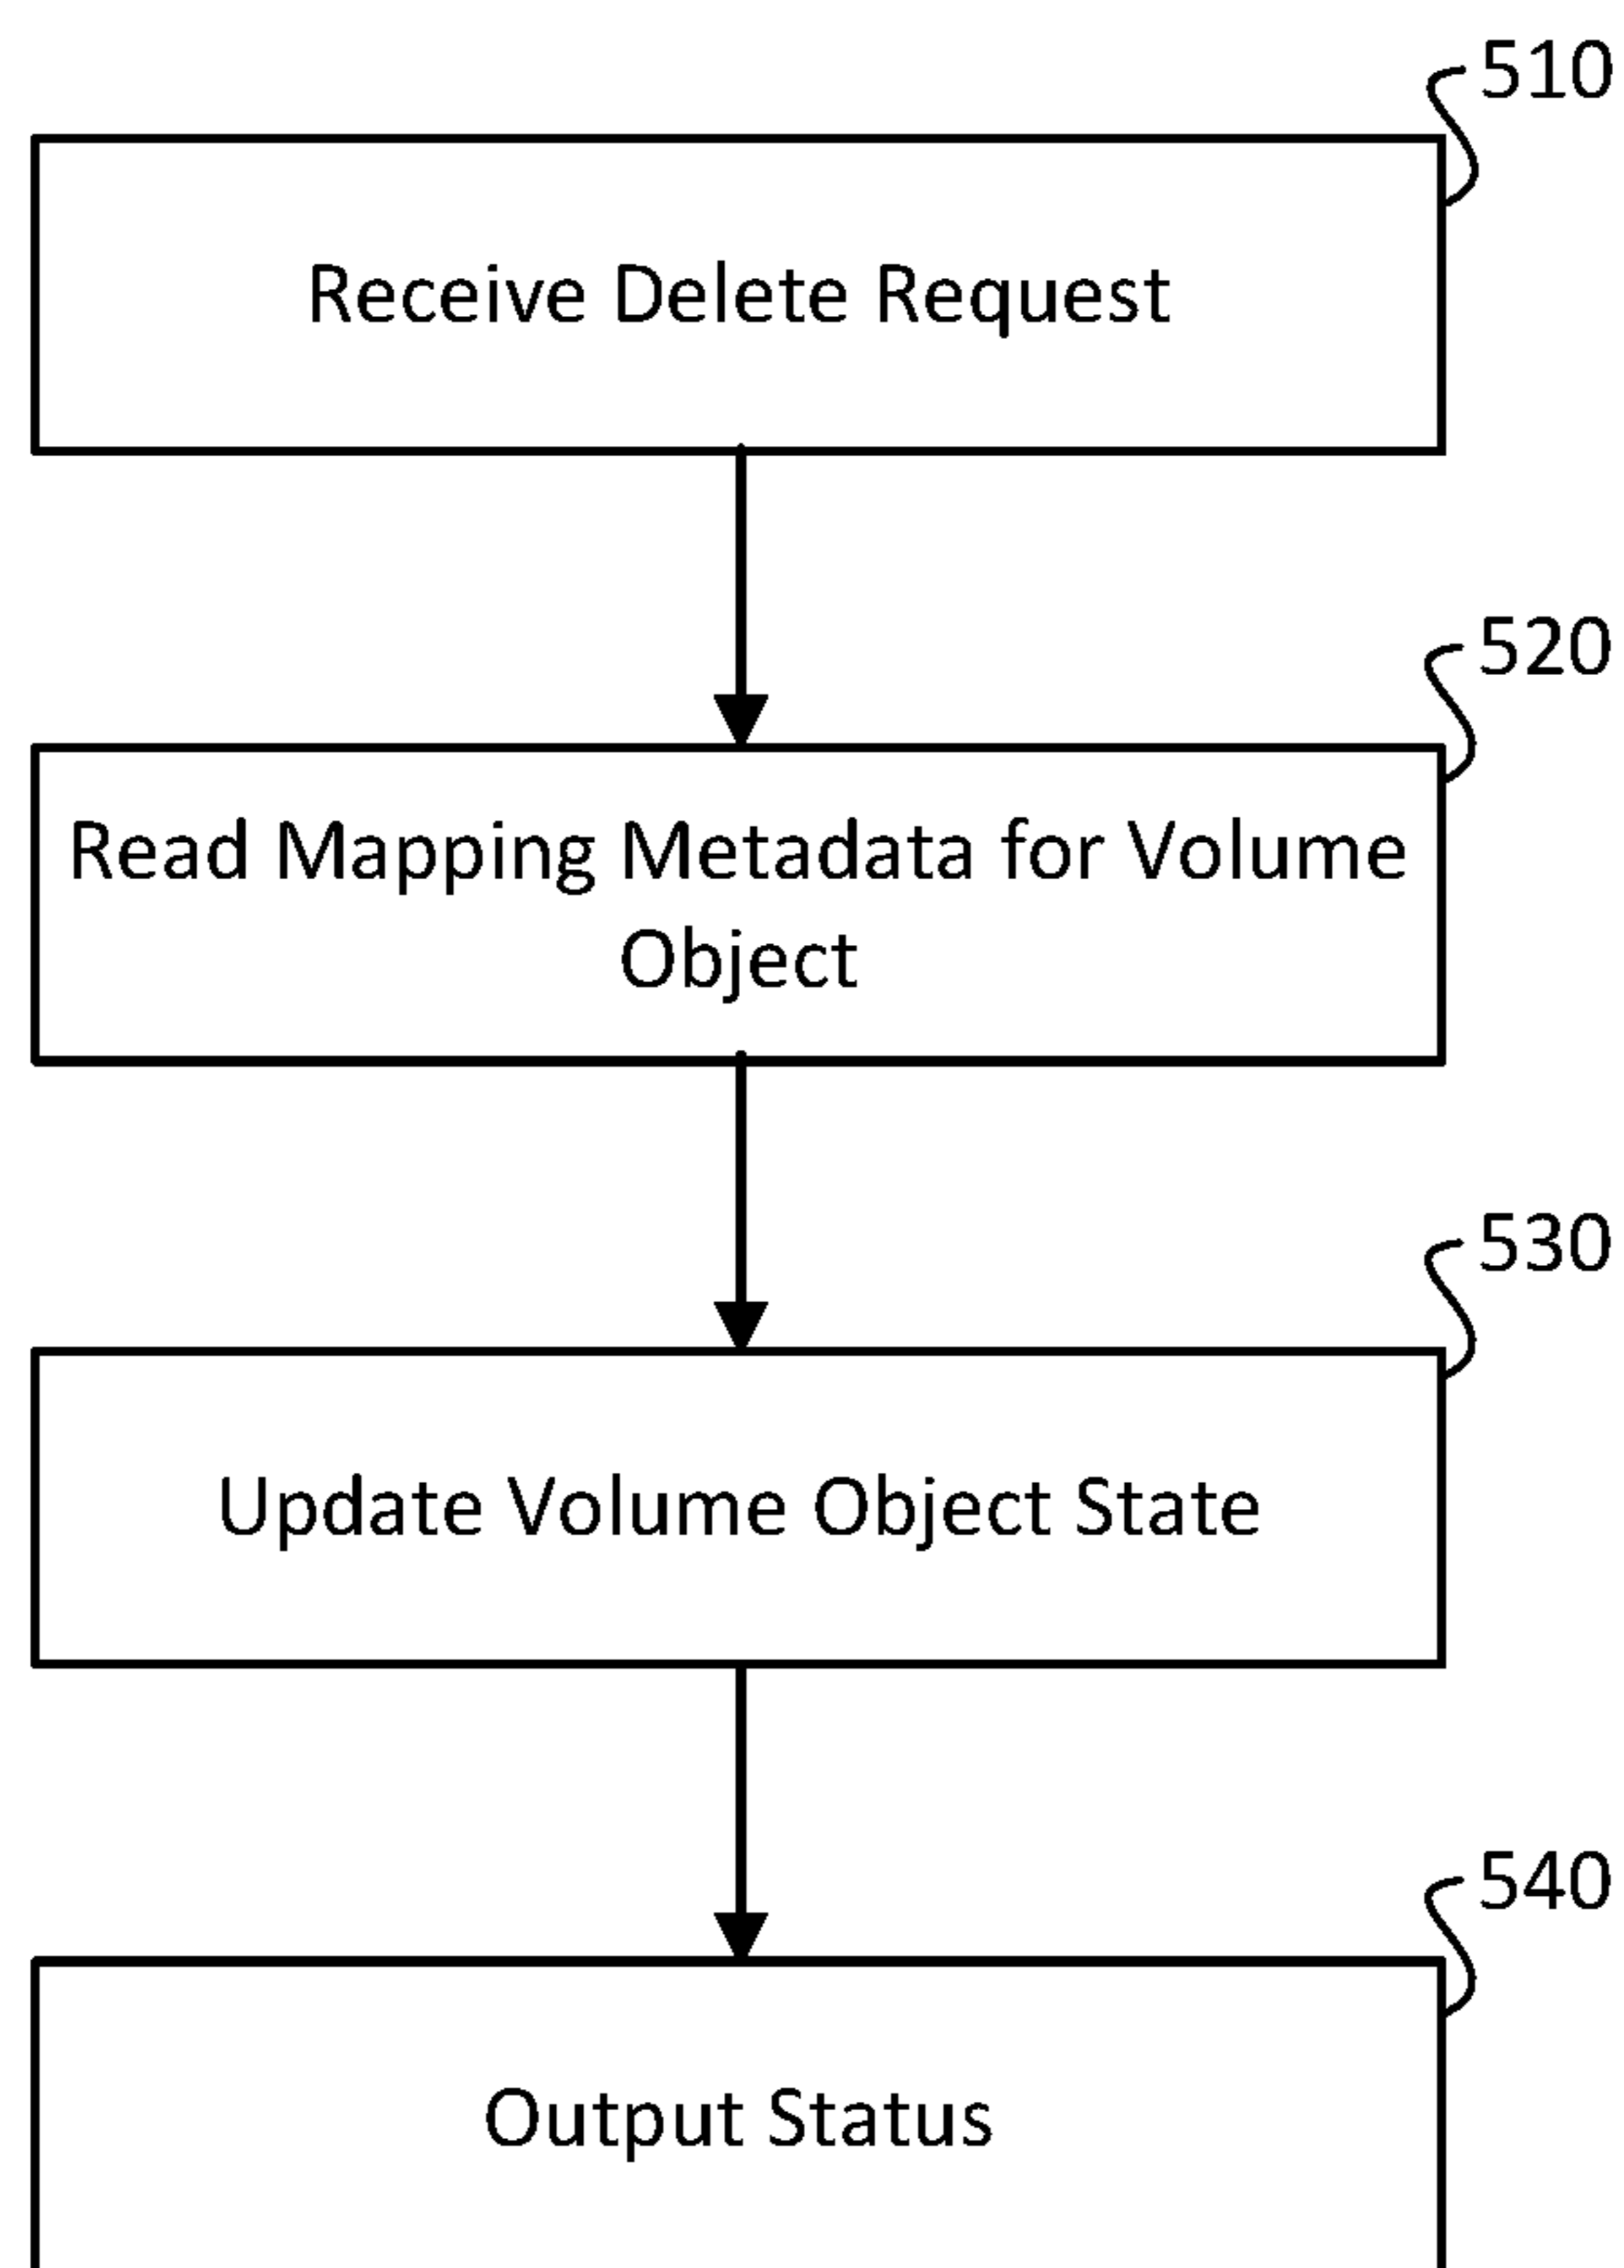 510
Receive Delete Request
520
Read Mapping Metadata for Volume
Object
530
Update Volume Object State
540
Output Status